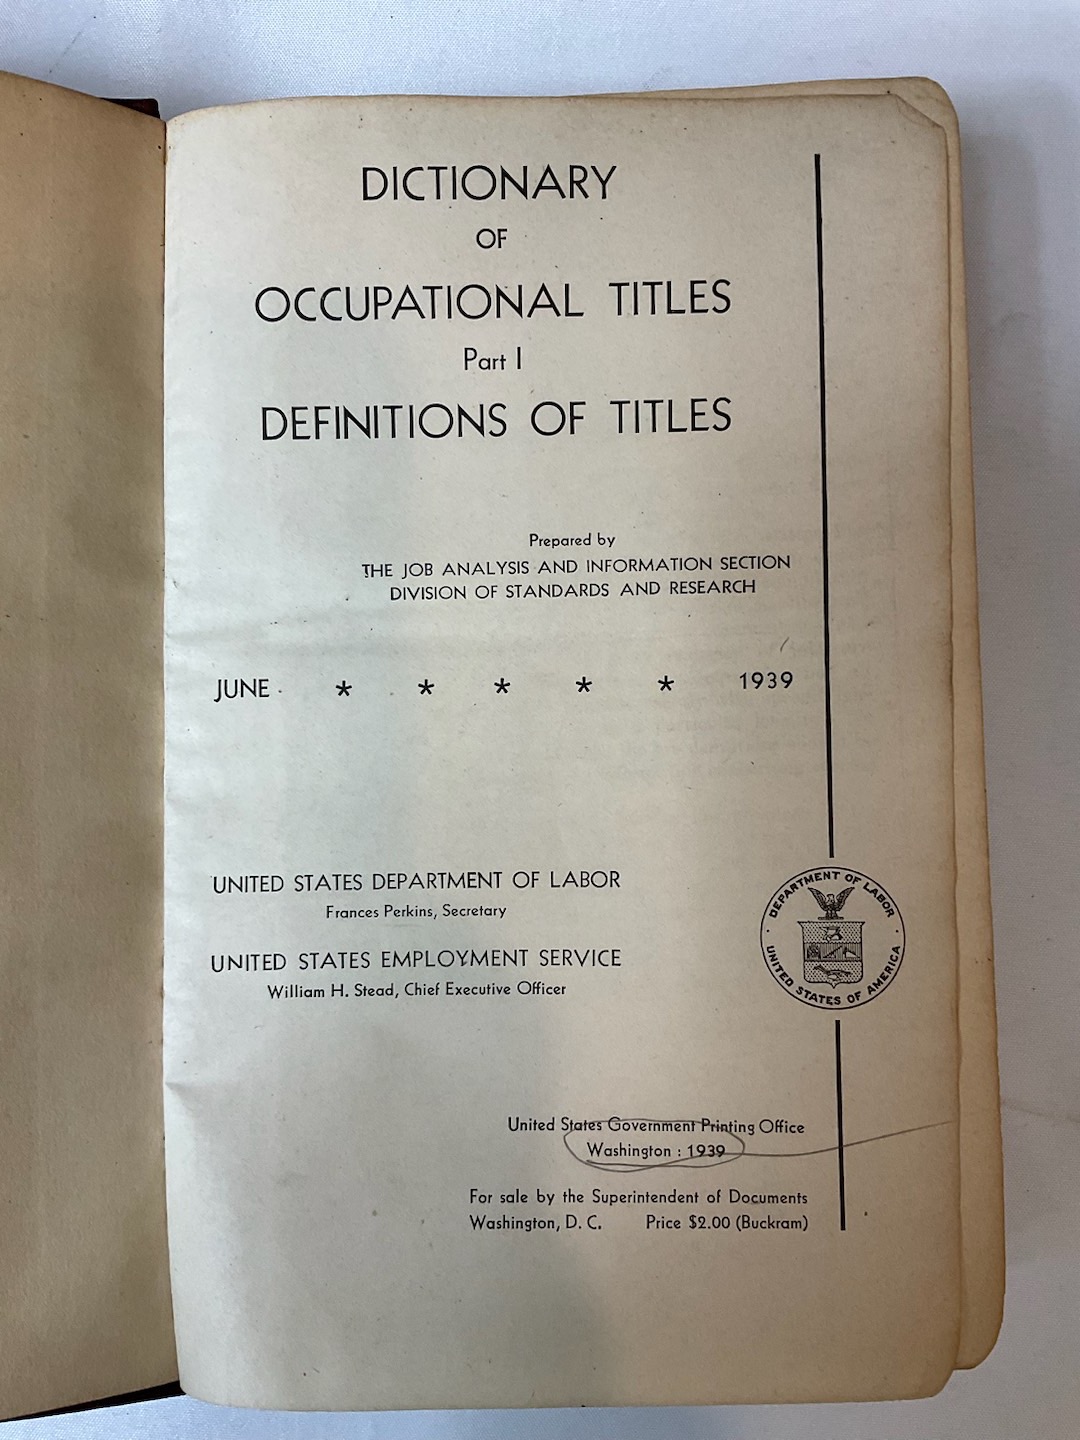 DICTIONARY
OF
OCCUPATIONAL TITLES
Part I
DEFINITIONS OF TITLES
Prepared by
THE JOB ANALYSIS AND INFORMATION SECTION
DIVISION OF STANDARDS AND RESEARCH
JUNE * * * * * 1939
UNITED STATES DEPARTMENT OF LABOR
Frances Perkins, Secretary
UNITED STATES EMPLOYMENT SERVICE
William H. Stead, Chief Executive Officer
DEPARTMENT OF LABOR
UNITED STATES OF AMERICA
United States Government Printing Office
Washington : 1939
For sale by the Superintendent of Documents
Washington, D. C. Price $2.00 (Buckram)